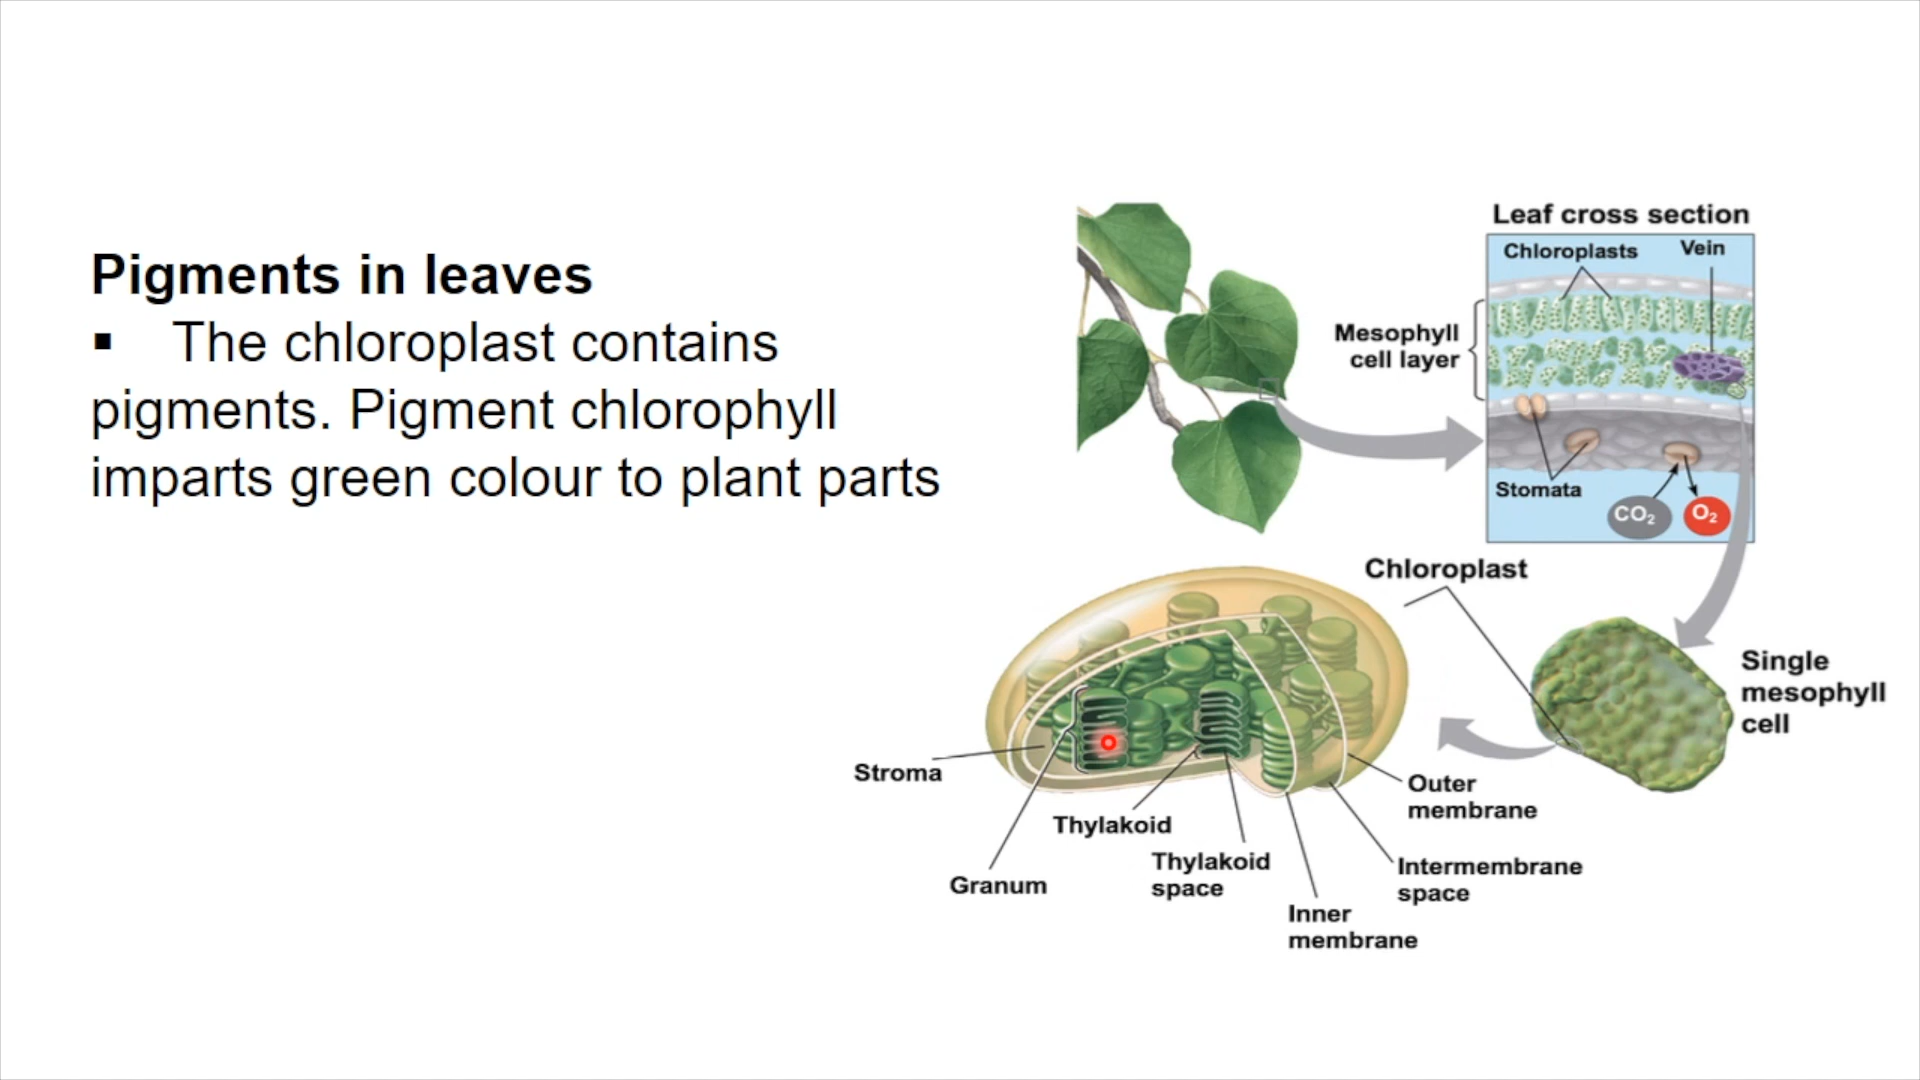 Pigments in leaves
▪ The chloroplast contains
pigments. Pigment chlorophyll
imparts green colour to plant parts
Leaf cross section
Chloroplasts
Vein
Mesophyll
cell layer
Stomata
CO₂
O₂
Chloroplast
Single
mesophyll
cell
Stroma
Outer
membrane
Thylakoid
Thylakoid
space
Intermembrane
space
Granum
Inner
membrane